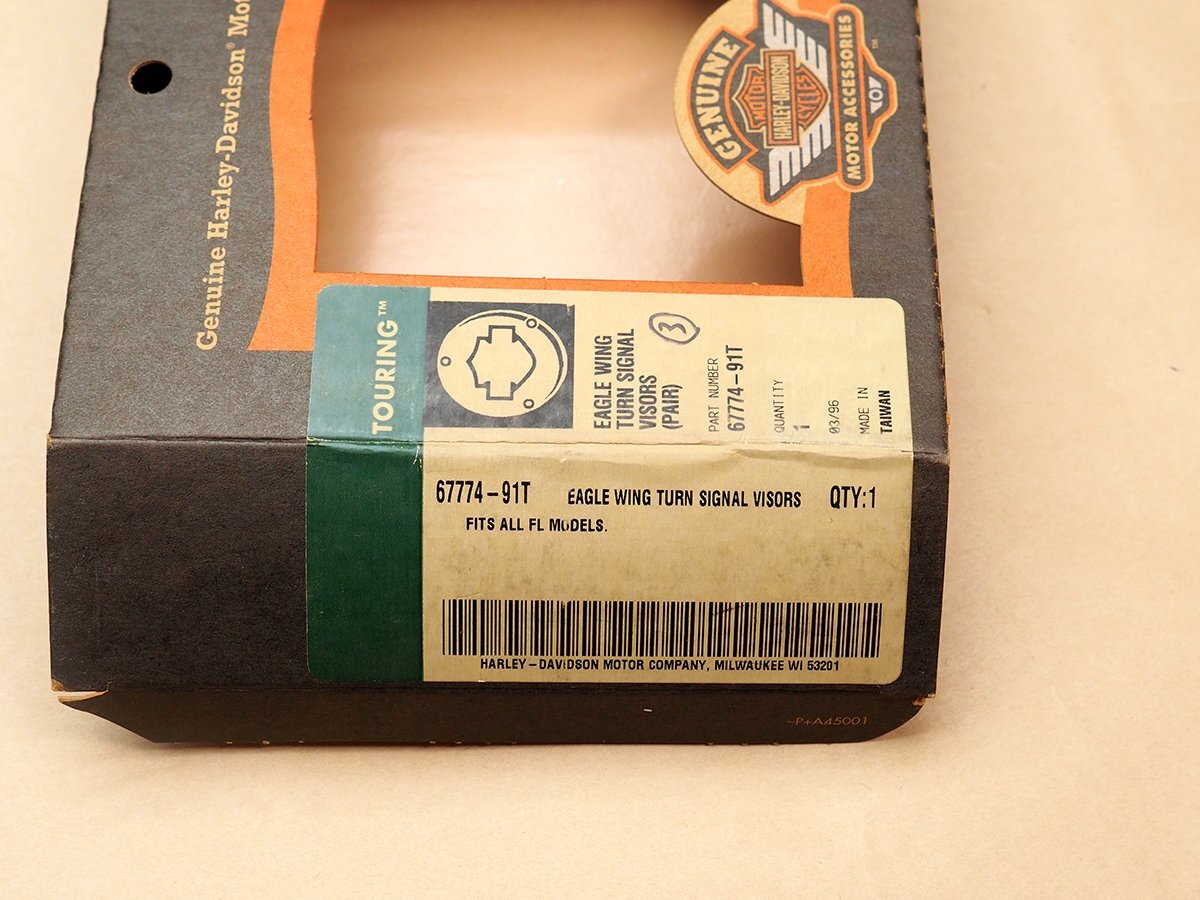 Genuine Harley-Davidson®
GENUINE
MOTOR
HARLEY-DAVIDSON
CYCLES
MOTOR ACCESSORIES™
TOURING™
EAGLE WING
TURN SIGNAL
VISORS
(PAIR)
3
PART NUMBER
67774-91T
QUANTITY
1
03/96
MADE IN
TAIWAN
67774-91T EAGLE WING TURN SIGNAL VISORS QTY:1
FITS ALL FL MODELS.
HARLEY-DAVIDSON MOTOR COMPANY, MILWAUKEE WI 53201
-P+A45001